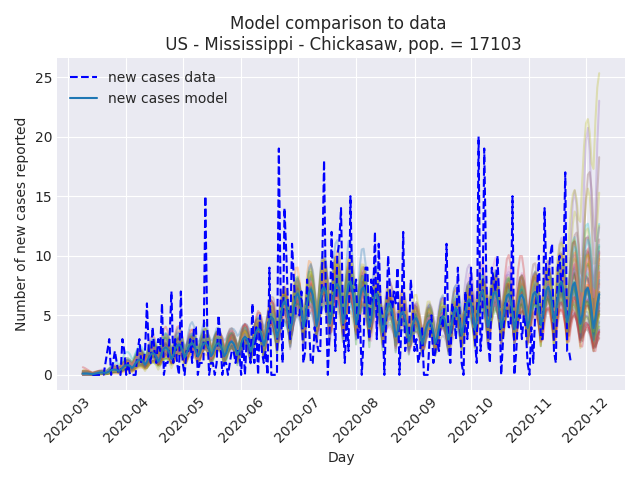 Model comparison to data
US - Mississippi - Chickasaw, pop. = 17103
new cases data
new cases model
Number of new cases reported
25
20
15
10
5
0
2020-03
2020-04
2020-05
2020-06
2020-07
2020-08
2020-09
2020-10
2020-11
2020-12
Day